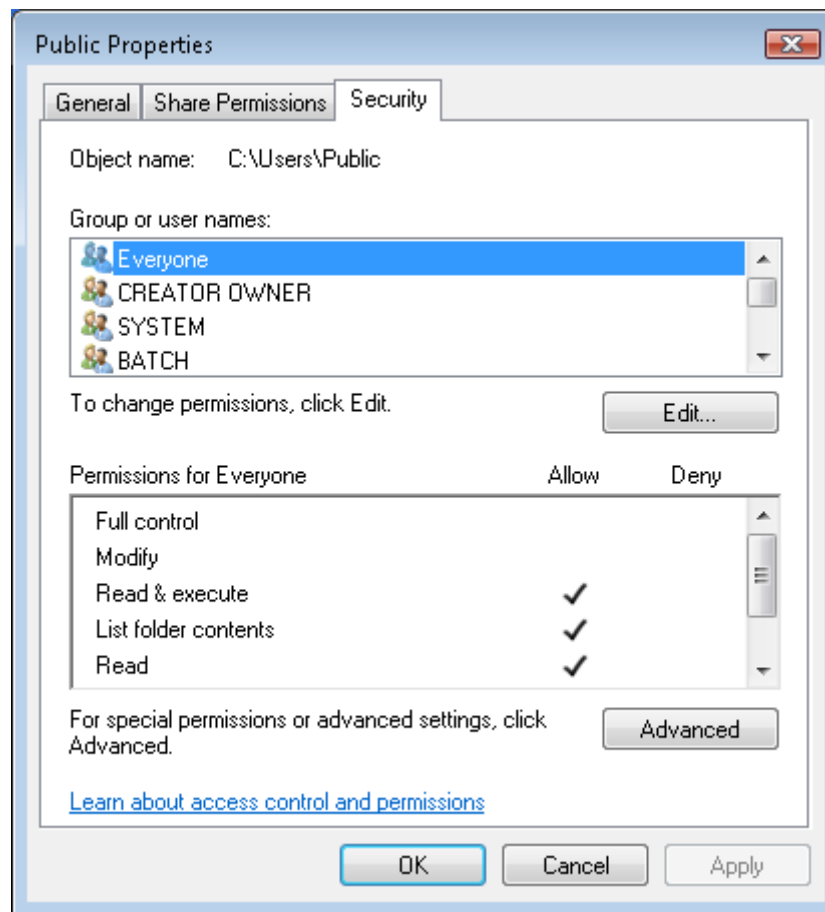 Public Properties
General Share Permissions Security
Object name: C:\Users\Public
Group or user names:
Everyone
CREATOR OWNER
SYSTEM
BATCH
To change permissions, click Edit.
Edit...
Permissions for Everyone Allow Deny
Full control
Modify
Read & execute
List folder contents
Read
For special permissions or advanced settings, click
Advanced.
Advanced
Learn about access control and permissions
OK Cancel Apply